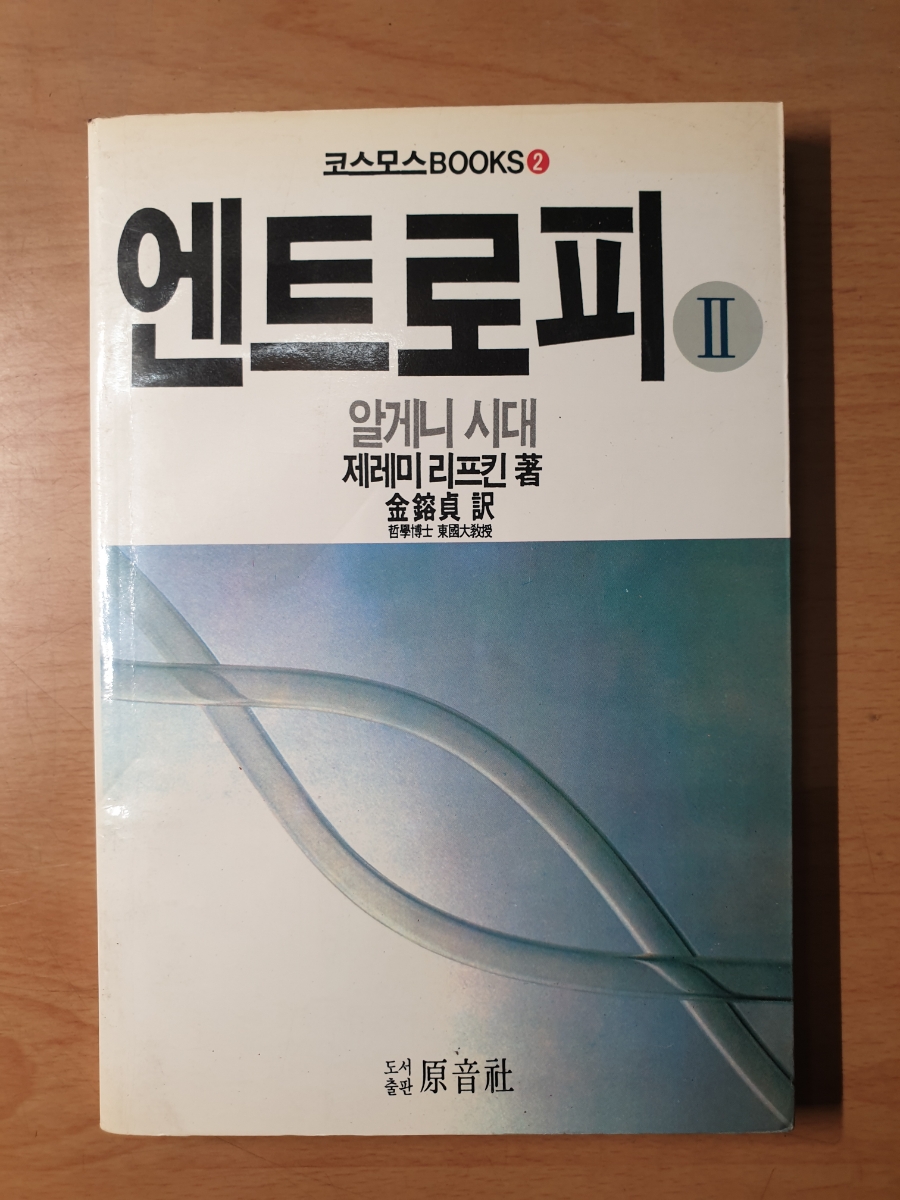 코스모스BOOKS2
엔트로피 II
알게니 시대
제레미 리프킨 著
金鎔貞 訳
哲學博士 東國大教授
도서출판 原音社